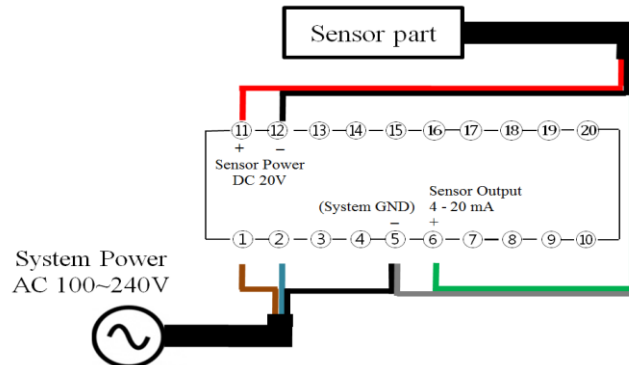 Sensor part
11 12 13 14 15 16 17 18 19 20
+ −
Sensor Power
DC 20V
Sensor Output
(System GND) 4 - 20 mA
− +
1 2 3 4 5 6 7 8 9 10
System Power
AC 100~240V